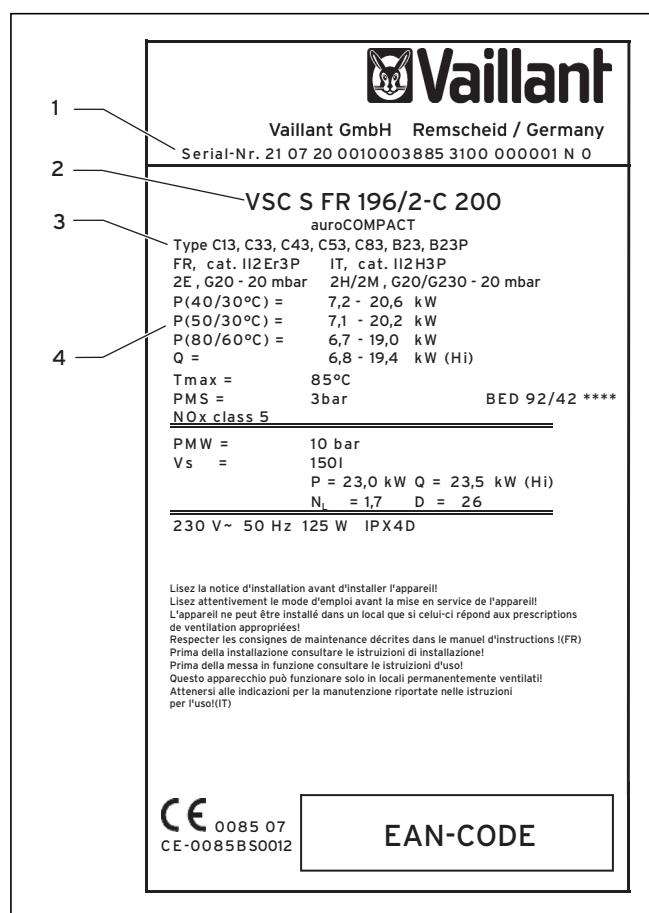 Vaillant
Vaillant GmbH Remscheid / Germany
1
Serial-Nr. 21 07 20 0010003885 3100 000001 N 0
2
VSC S FR 196/2-C 200
auroCOMPACT
3
Type C13, C33, C43, C53, C83, B23, B23P
FR, cat. II2Er3P IT, cat. II2H3P
2E , G20 - 20 mbar 2H/2M , G20/G230 - 20 mbar
P(40/30°C) = 7,2 - 20,6 kW
P(50/30°C) = 7,1 - 20,2 kW
P(80/60°C) = 6,7 - 19,0 kW
4
Q = 6,8 - 19,4 kW (Hi)
Tmax = 85°C
PMS = 3bar BED 92/42 ****
NOx class 5
PMW = 10 bar
Vs = 150l
P = 23,0 kW Q = 23,5 kW (Hi)
NL = 1,7 D = 26
230 V~ 50 Hz 125 W IPX4D
Lisez la notice d'installation avant d'installer l'appareil!
Lisez attentivement le mode d'emploi avant la mise en service de l'appareil!
L'appareil ne peut être installé dans un local que si celui-ci répond aux prescriptions
de ventilation appropriées!
Respecter les consignes de maintenance décrites dans le manuel d'instructions !(FR)
Prima della installazione consultare le istruizioni di installazione!
Prima della messa in funzione consultare le istruizioni d'uso!
Questo apparecchio può funzionare solo in locali permanentemente ventilati!
Attenersi alle indicazioni per la manutenzione riportate nelle istruzioni
per l'uso!(IT)
CE 0085 07
CE-0085BS0012
EAN-CODE